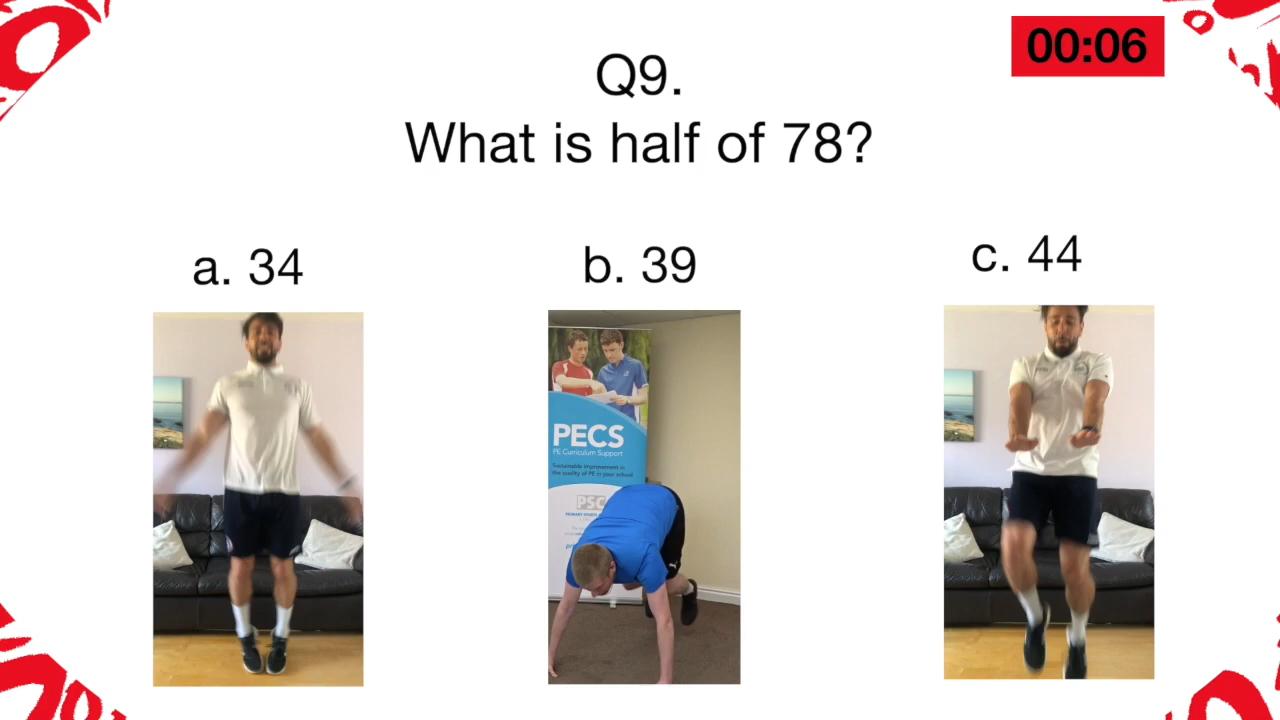 00:06
Q9.
What is half of 78?
a. 34
b. 39
c. 44
PECS
PE Curriculum Support
Sustainable improvement in
the quality of PE in your school
PSC